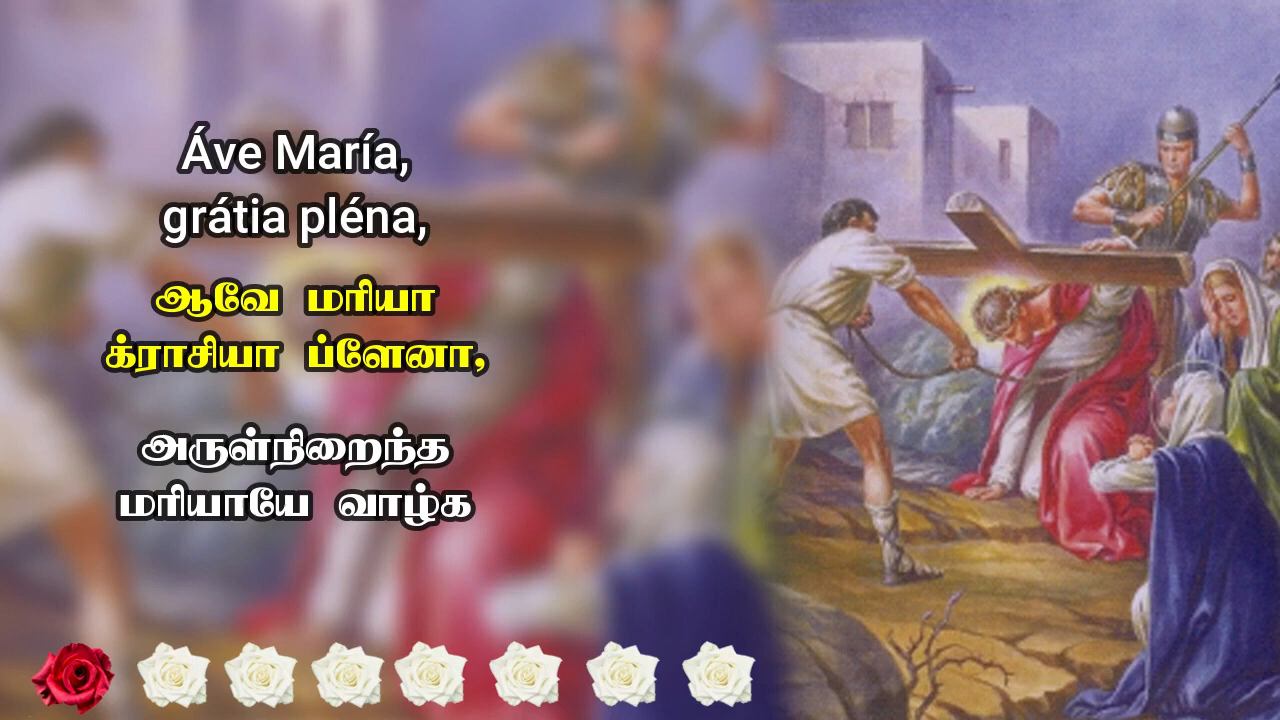 Áve María,
grátia pléna,
ஆவே மரியா
க்ராசியா ப்ளேனா,
அருள்நிறைந்த
மரியாயே வாழ்க